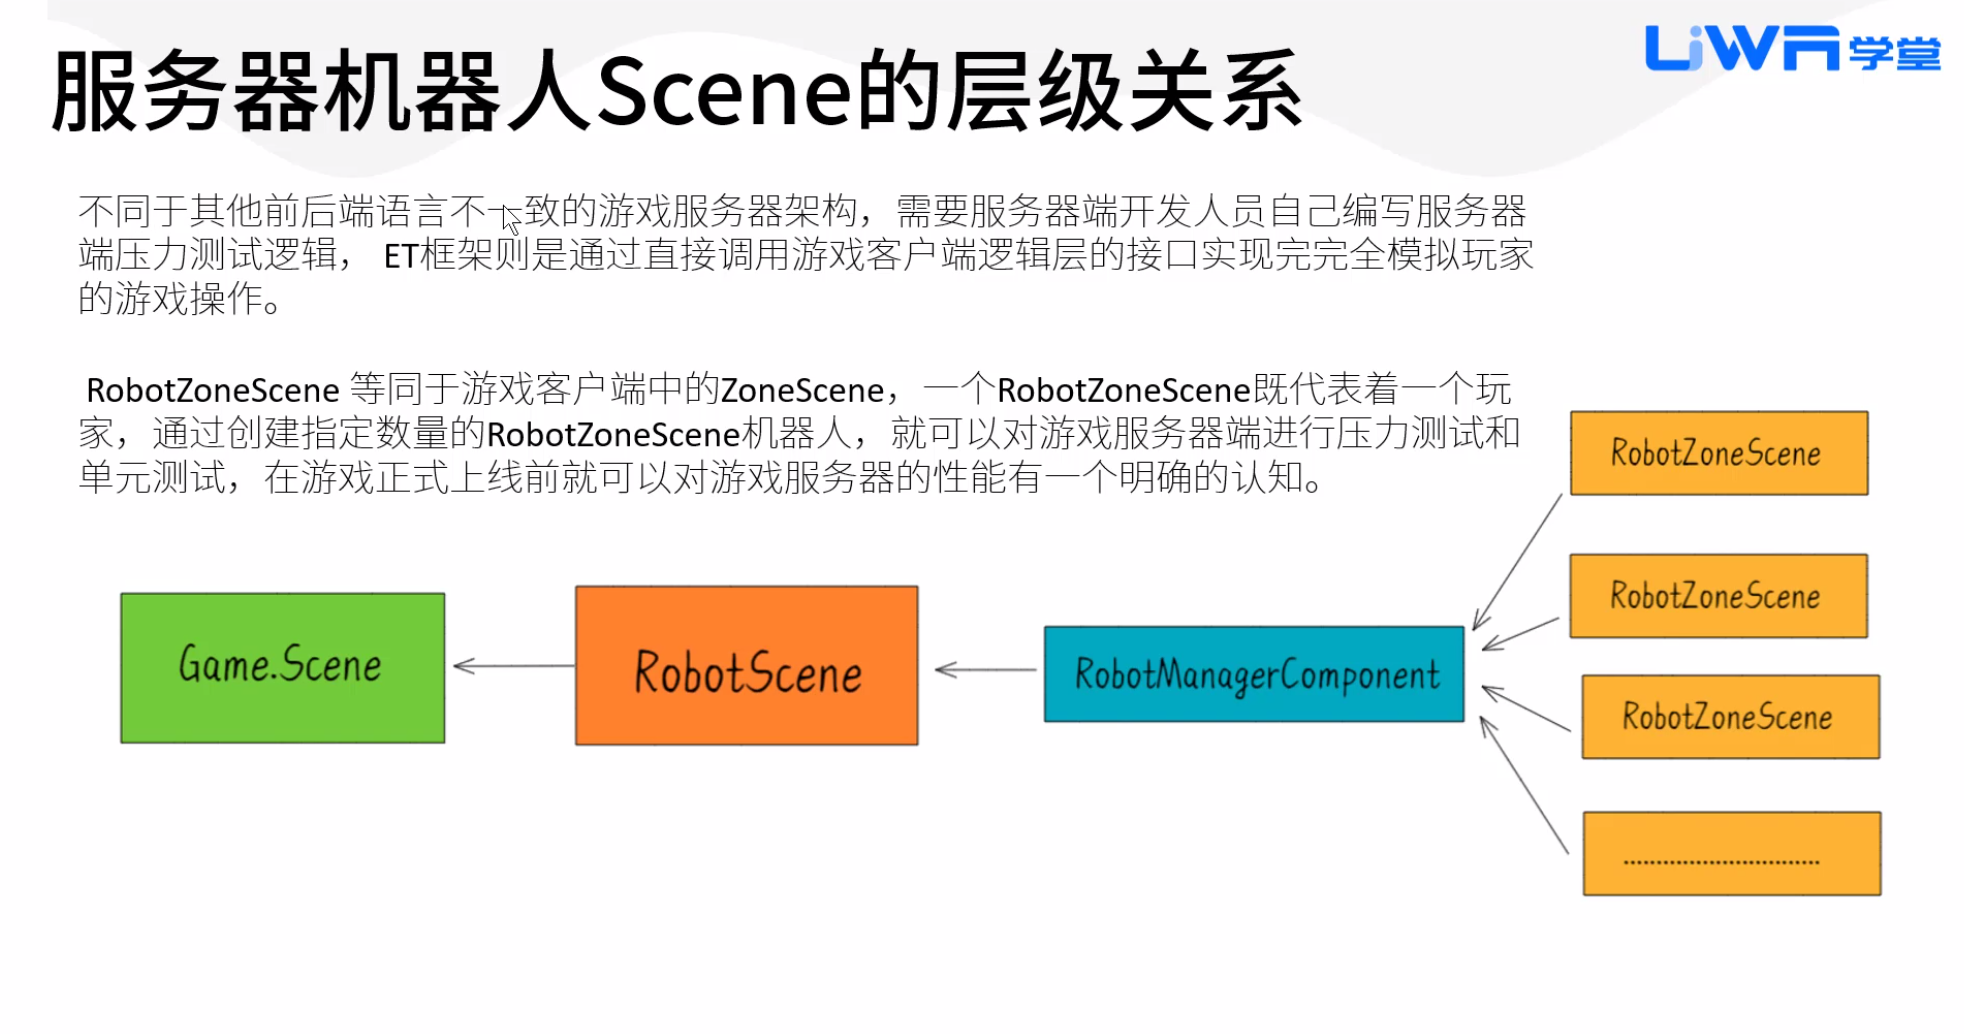 服务器机器人Scene的层级关系
LiWA学堂
不同于其他前后端语言不一致的游戏服务器架构，需要服务器端开发人员自己编写服务器
端压力测试逻辑， ET框架则是通过直接调用游戏客户端逻辑层的接口实现完完全模拟玩家
的游戏操作。
RobotZoneScene 等同于游戏客户端中的ZoneScene，一个RobotZoneScene既代表着一个玩
家，通过创建指定数量的RobotZoneScene机器人，就可以对游戏服务器端进行压力测试和
单元测试，在游戏正式上线前就可以对游戏服务器的性能有一个明确的认知。
Game.Scene
RobotScene
RobotManagerComponent
RobotZoneScene
RobotZoneScene
RobotZoneScene
..............................